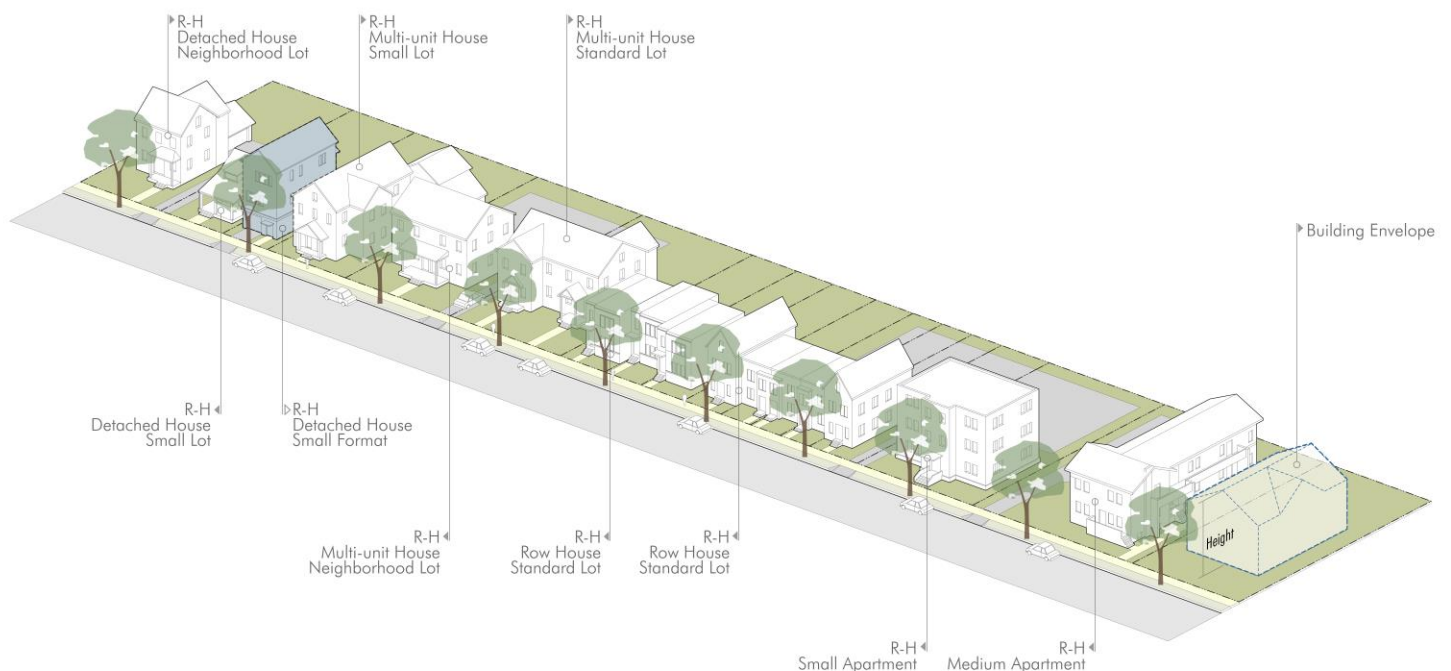 R-H
Detached House
Neighborhood Lot
R-H
Multi-unit House
Small Lot
R-H
Multi-unit House
Standard Lot
Building Envelope
R-H
Detached House
Small Lot
R-H
Detached House
Small Format
R-H
Multi-unit House
Neighborhood Lot
R-H
Row House
Standard Lot
R-H
Row House
Standard Lot
Height
R-H
Small Apartment
R-H
Medium Apartment